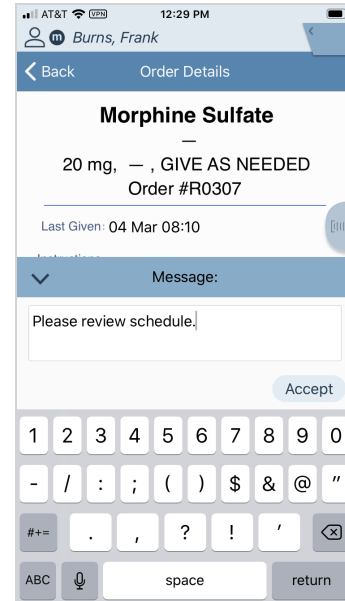 AT&T VPN 12:29 PM
m Burns, Frank
Back Order Details
Morphine Sulfate
—
20 mg, — , GIVE AS NEEDED
Order #R0307
Last Given: 04 Mar 08:10
Message:
Please review schedule.
Accept
1 2 3 4 5 6 7 8 9 0
- / : ; ( ) $ & @ "
#+= . , ? ! '
ABC space return